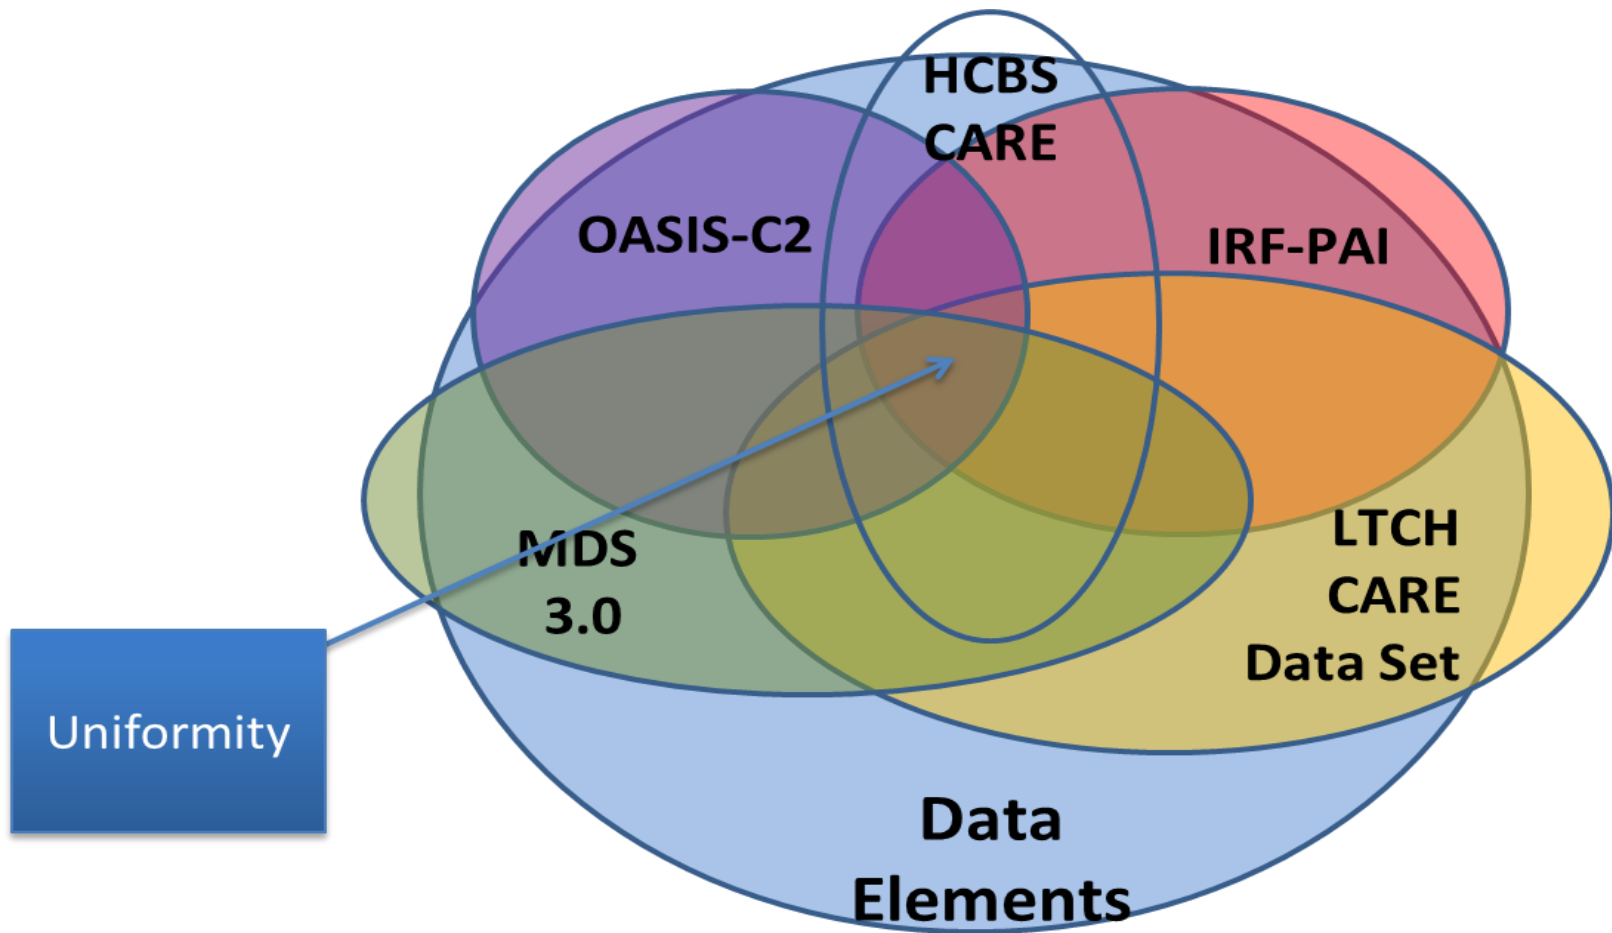 HCBS
CARE
OASIS-C2
IRF-PAI
MDS
3.0
LTCH
CARE
Data Set
Uniformity
Data
Elements